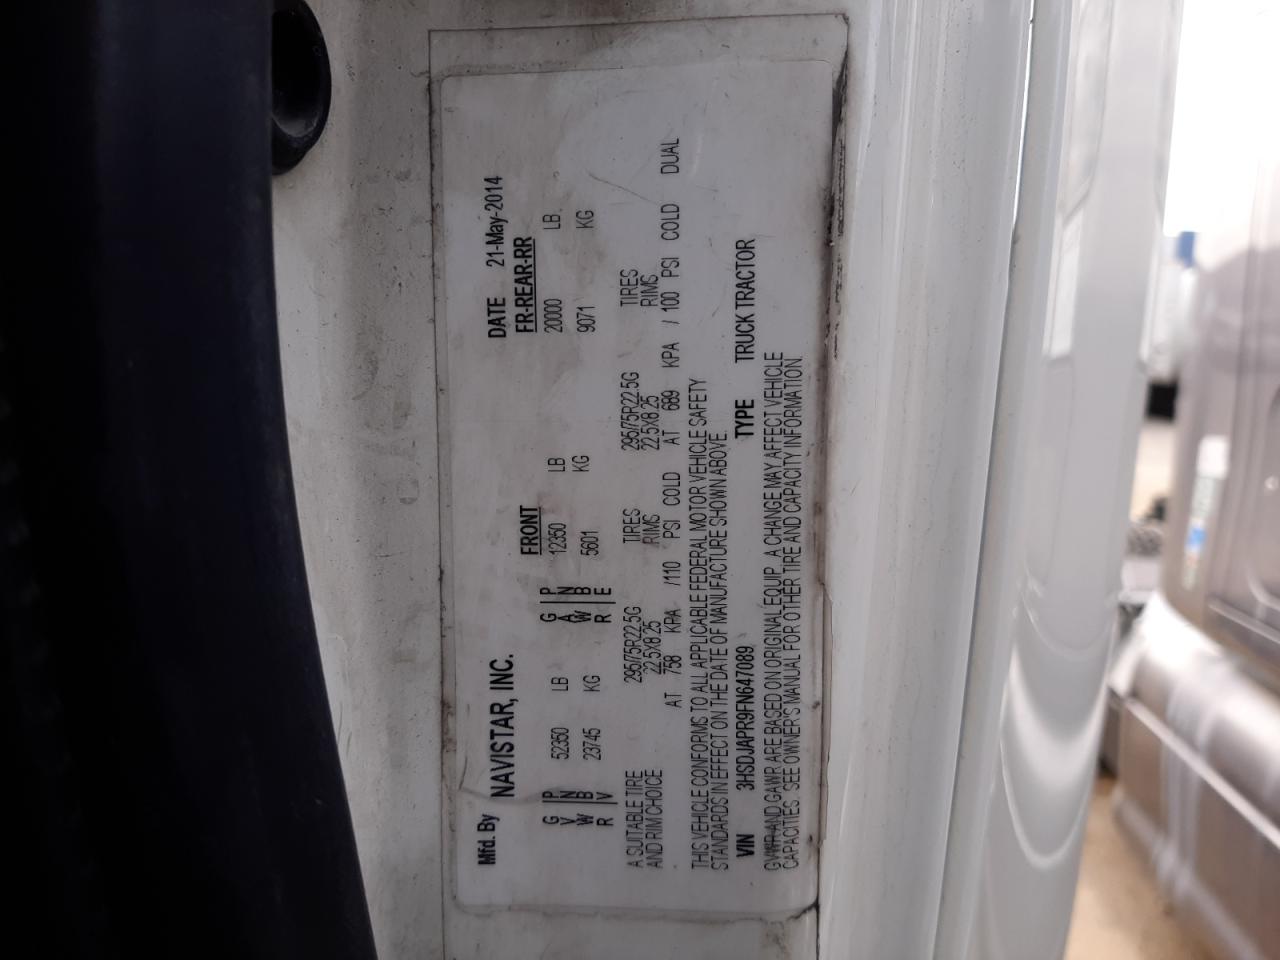 Mfd. By NAVISTAR, INC. DATE 21-May-2014
FRONT FR-REAR-RR
G P 52350 LB G P 12350 LB 20000 LB
V N A N
W B 23745 KG W B 5601 KG 9071 KG
R V R E
A SUITABLE TIRE 295/75R22.5G TIRES 295/75R22.5G TIRES
AND RIM CHOICE 22.5X8.25 RIMS 22.5X8.25 RIMS
AT 758 KPA /110 PSI COLD AT 689 KPA / 100 PSI COLD DUAL
THIS VEHICLE CONFORMS TO ALL APPLICABLE FEDERAL MOTOR VEHICLE SAFETY
STANDARDS IN EFFECT ON THE DATE OF MANUFACTURE SHOWN ABOVE.
VIN 3HSDJAPR9FN647089 TYPE TRUCK TRACTOR
GVWR AND GAWR ARE BASED ON ORIGINAL EQUIP. A CHANGE MAY AFFECT VEHICLE
CAPACITIES. SEE OWNER'S MANUAL FOR OTHER TIRE AND CAPACITY INFORMATION.